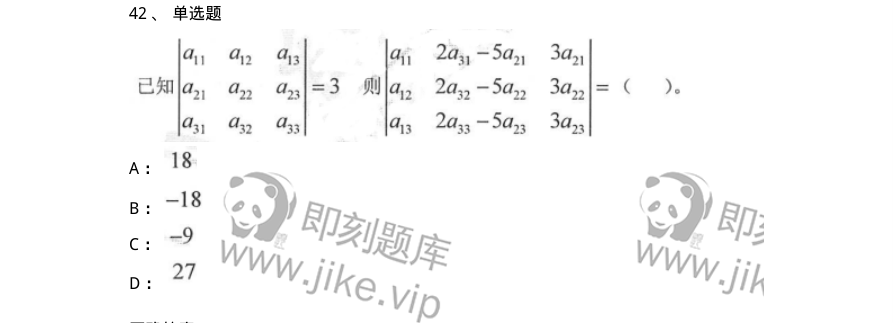 42 、 单选题
已知 |a₁₁ a₁₂ a₁₃| |a₂₁ a₂₂ a₂₃| |a₃₁ a₃₂ a₃₃| = 3 则 |a₁₁ 2a₃₁ − 5a₂₁ 3a₂₁| |a₁₂ 2a₃₂ − 5a₂₂ 3a₂₂| |a₁₃ 2a₃₃ − 5a₂₃ 3a₂₃| = ( )。
A： 18
B： −18
C： −9
D： 27
即刻题库
www.jike.vip
即
www.jik